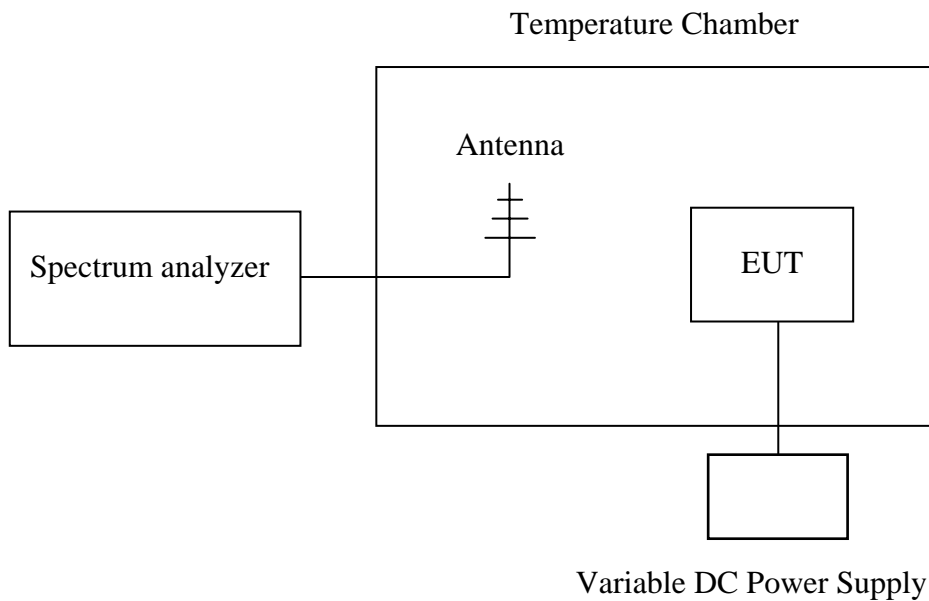 Temperature Chamber
Antenna
Spectrum analyzer
EUT
Variable DC Power Supply